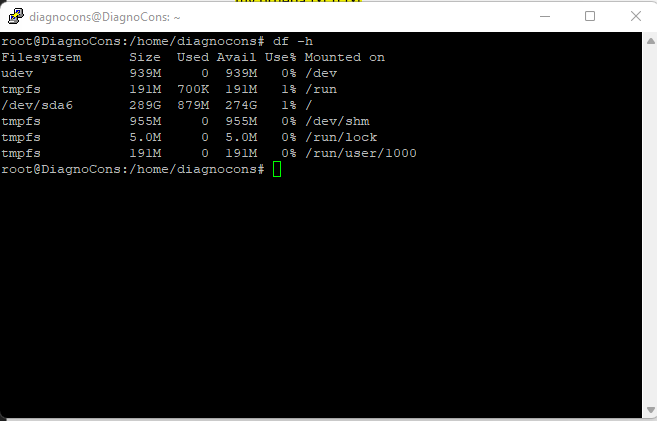 diagnocons@DiagnoCons: ~
root@DiagnoCons:/home/diagnocons# df -h
Filesystem      Size  Used Avail Use% Mounted on
udev            939M     0  939M   0% /dev
tmpfs           191M  700K  191M   1% /run
/dev/sda6       289G  879M  274G   1% /
tmpfs           955M     0  955M   0% /dev/shm
tmpfs           5.0M     0  5.0M   0% /run/lock
tmpfs           191M     0  191M   0% /run/user/1000
root@DiagnoCons:/home/diagnocons#